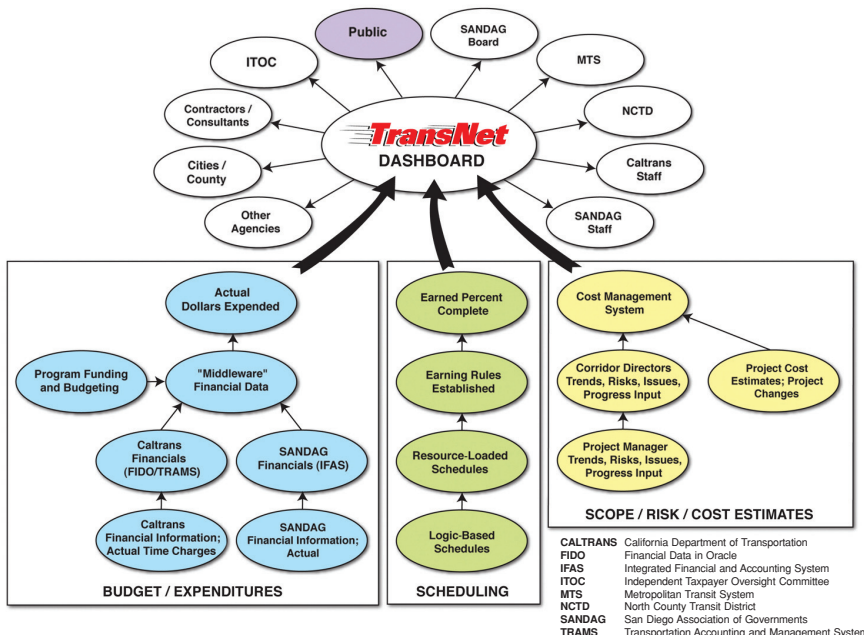 Public
SANDAG
Board
ITOC
MTS
Contractors /
Consultants
NCTD
TransNet
DASHBOARD
Cities /
County
Caltrans
Staff
Other
Agencies
SANDAG
Staff
Actual
Dollars Expended
Program Funding
and Budgeting
"Middleware"
Financial Data
Caltrans
Financials
(FIDO/TRAMS)
SANDAG
Financials (IFAS)
Caltrans
Financial Information;
Actual Time Charges
SANDAG
Financial Information;
Actual
BUDGET / EXPENDITURES
Earned Percent
Complete
Earning Rules
Established
Resource-Loaded
Schedules
Logic-Based
Schedules
SCHEDULING
Cost Management
System
Corridor Directors
Trends, Risks, Issues,
Progress Input
Project Cost
Estimates; Project
Changes
Project Manager
Trends, Risks, Issues,
Progress Input
SCOPE / RISK / COST ESTIMATES
CALTRANS California Department of Transportation
FIDO Financial Data in Oracle
IFAS Integrated Financial and Accounting System
ITOC Independent Taxpayer Oversight Committee
MTS Metropolitan Transit System
NCTD North County Transit District
SANDAG San Diego Association of Governments
TRAMS Transportation Accounting and Management System